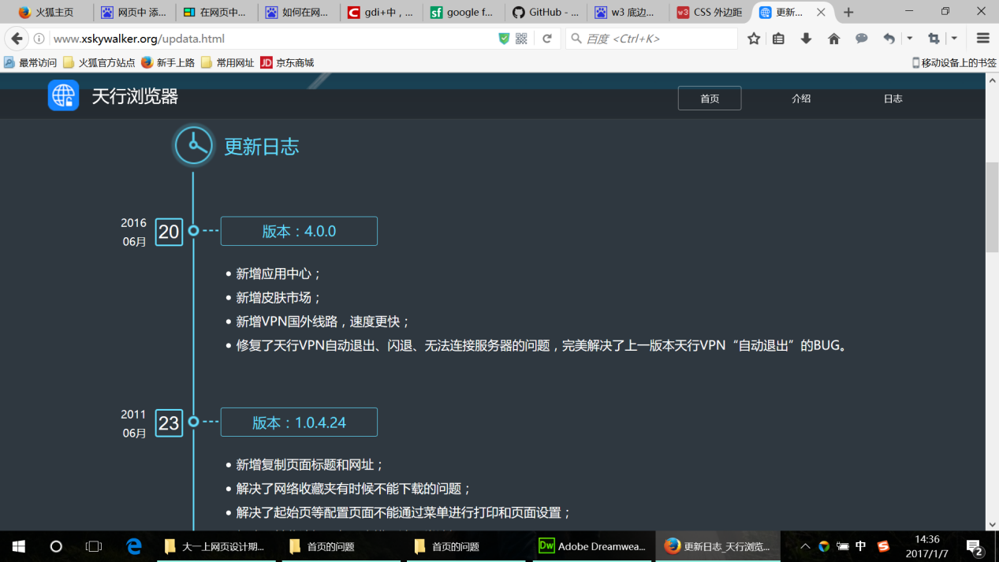 火狐主页
网页中 添...
在网页中...
如何在网...
gdi+中，...
google f...
GitHub - ...
w3 底边...
CSS 外边距
更新...
www.xskywalker.org/updata.html
百度 <Ctrl+K>
最常访问 火狐官方站点 新手上路 常用网址 JD 京东商城 移动设备上的书签
天行浏览器 首页 介绍 日志
更新日志
2016
06月 20 版本：4.0.0
新增应用中心；
新增皮肤市场；
新增VPN国外线路，速度更快；
修复了天行VPN自动退出、闪退、无法连接服务器的问题，完美解决了上一版本天行VPN“自动退出”的BUG。
2011
06月 23 版本：1.0.4.24
新增复制页面标题和网址；
解决了网络收藏夹有时候不能下载的问题；
解决了起始页等配置页面不能通过菜单进行打印和页面设置；
大一上网页设计期...
首页的问题
首页的问题
Dw Adobe Dreamwea...
更新日志_天行浏览...
中
14:36
2017/1/7
2